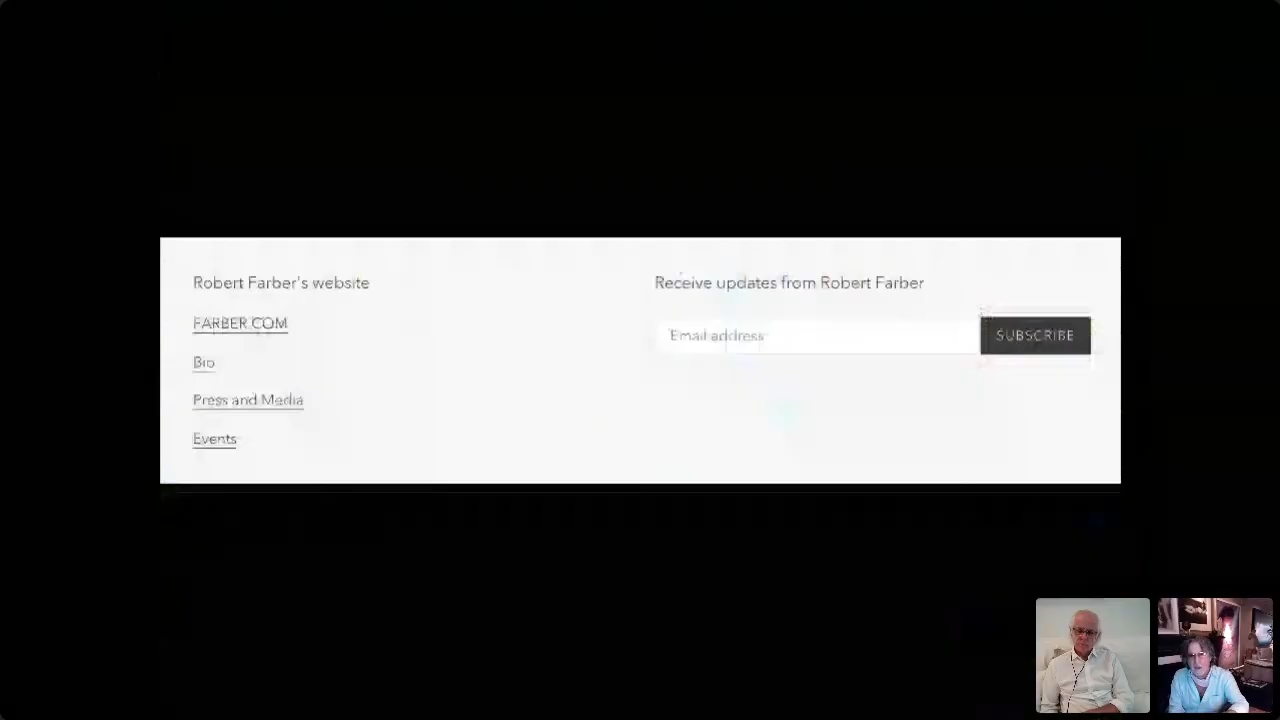 Robert Farber's website
FARBER.COM
Bio
Press and Media
Events
Receive updates from Robert Farber
Email address
SUBSCRIBE